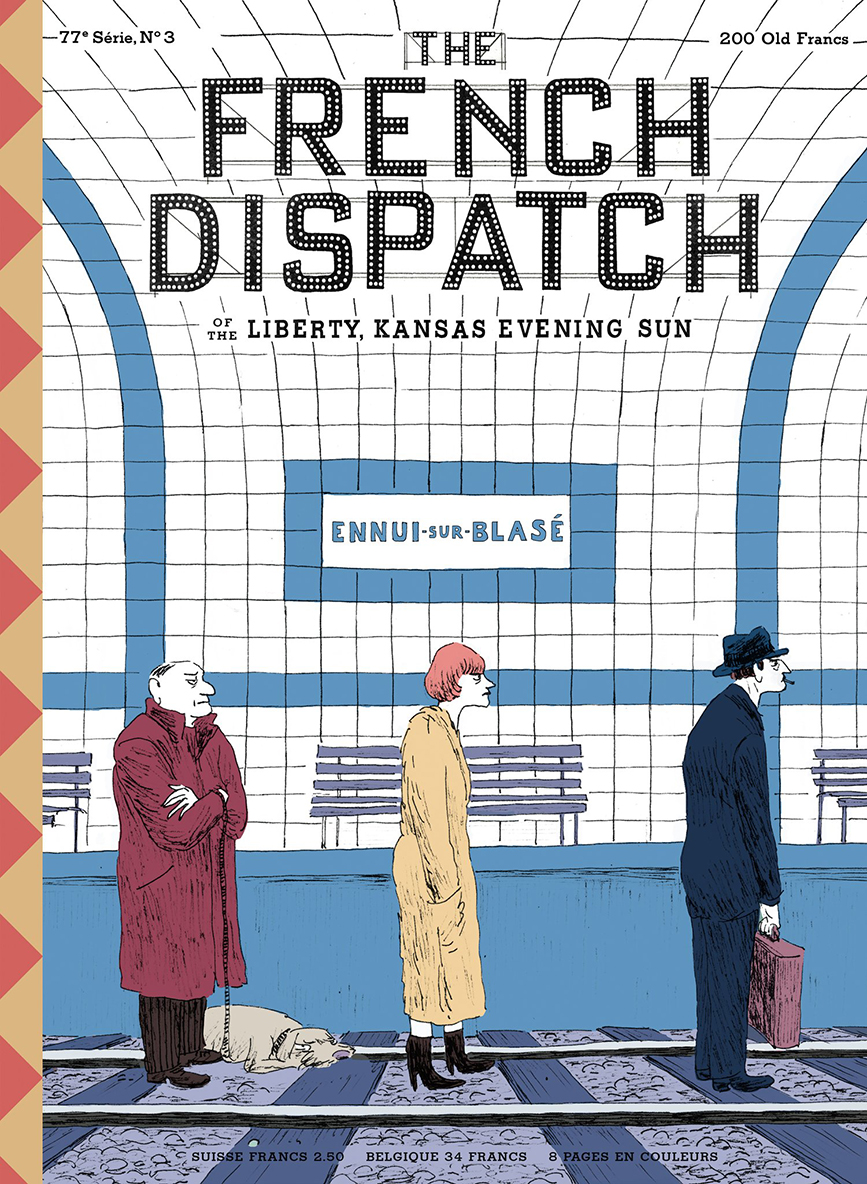 77e Série, Nº 3
200 Old Francs
THE
FRENCH
DISPATCH
OF THE LIBERTY, KANSAS EVENING SUN
ENNUI-SUR-BLASÉ
SUISSE FRANCS 2.50 BELGIQUE 34 FRANCS 8 PAGES EN COULEURS